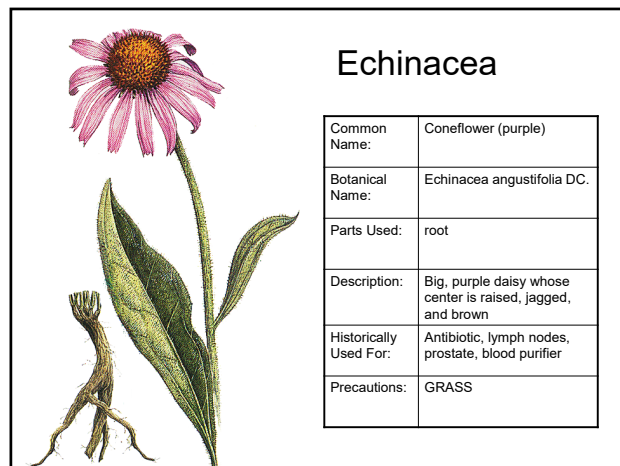 Echinacea
Common Name: Coneflower (purple)
Botanical Name: Echinacea angustifolia DC.
Parts Used: root
Description: Big, purple daisy whose center is raised, jagged, and brown
Historically Used For: Antibiotic, lymph nodes, prostate, blood purifier
Precautions: GRASS